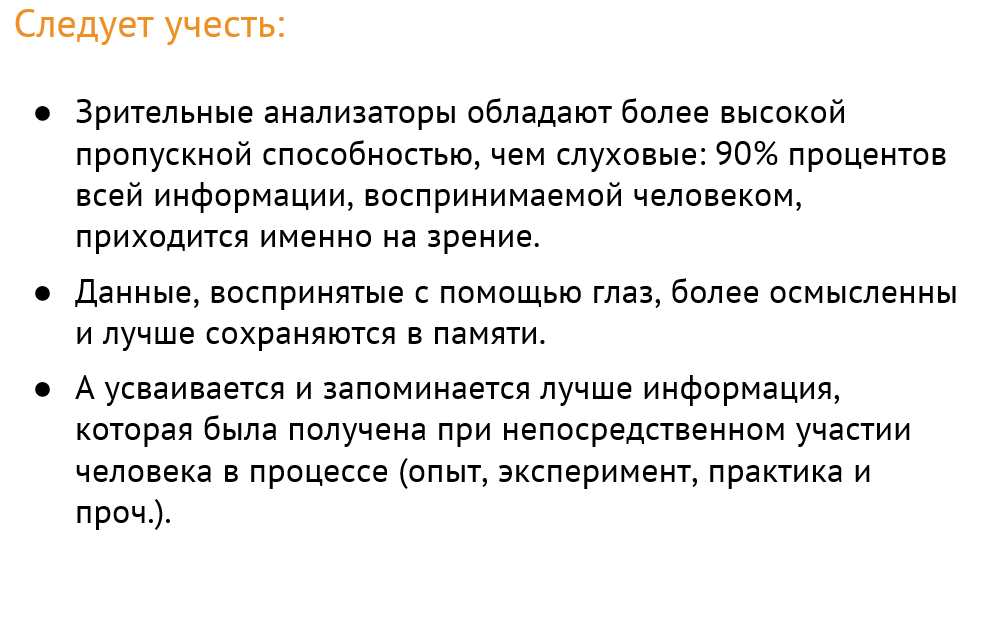 Следует учесть:
● Зрительные анализаторы обладают более высокой
пропускной способностью, чем слуховые: 90% процентов
всей информации, воспринимаемой человеком,
приходится именно на зрение.
● Данные, воспринятые с помощью глаз, более осмысленны
и лучше сохраняются в памяти.
● А усваивается и запоминается лучше информация,
которая была получена при непосредственном участии
человека в процессе (опыт, эксперимент, практика и
проч.).